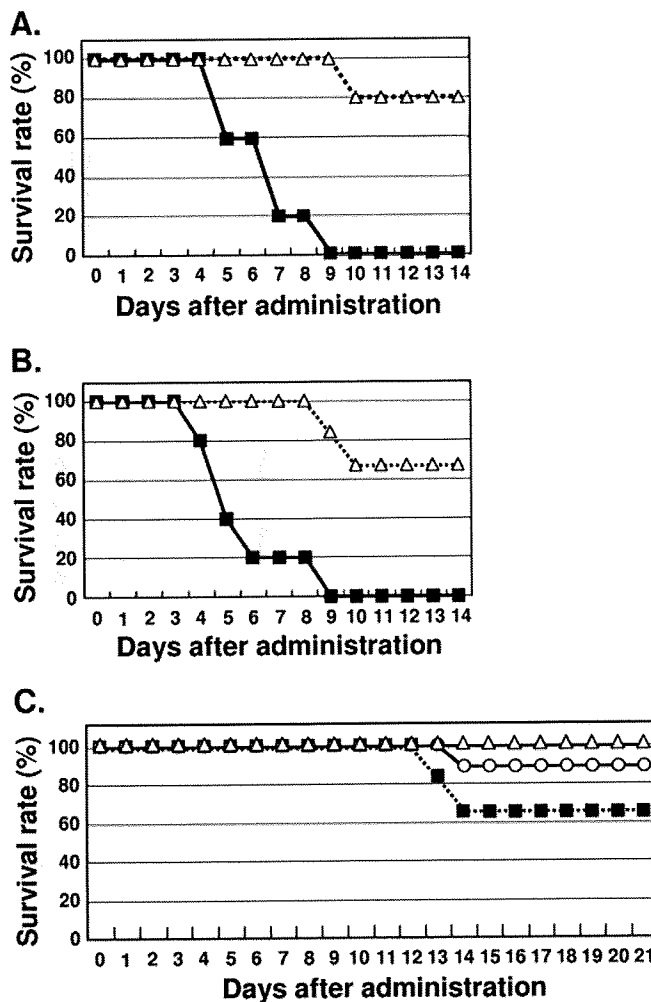 A.
Survival rate (%)
100
80
60
40
20
0
0 1 2 3 4 5 6 7 8 9 10 11 12 13 14
Days after administration
B.
Survival rate (%)
100
80
60
40
20
0
0 1 2 3 4 5 6 7 8 9 10 11 12 13 14
Days after administration
C.
Survival rate (%)
100
80
60
40
20
0
0 1 2 3 4 5 6 7 8 9 10 11 12 13 14 15 16 17 18 19 20 21
Days after administration